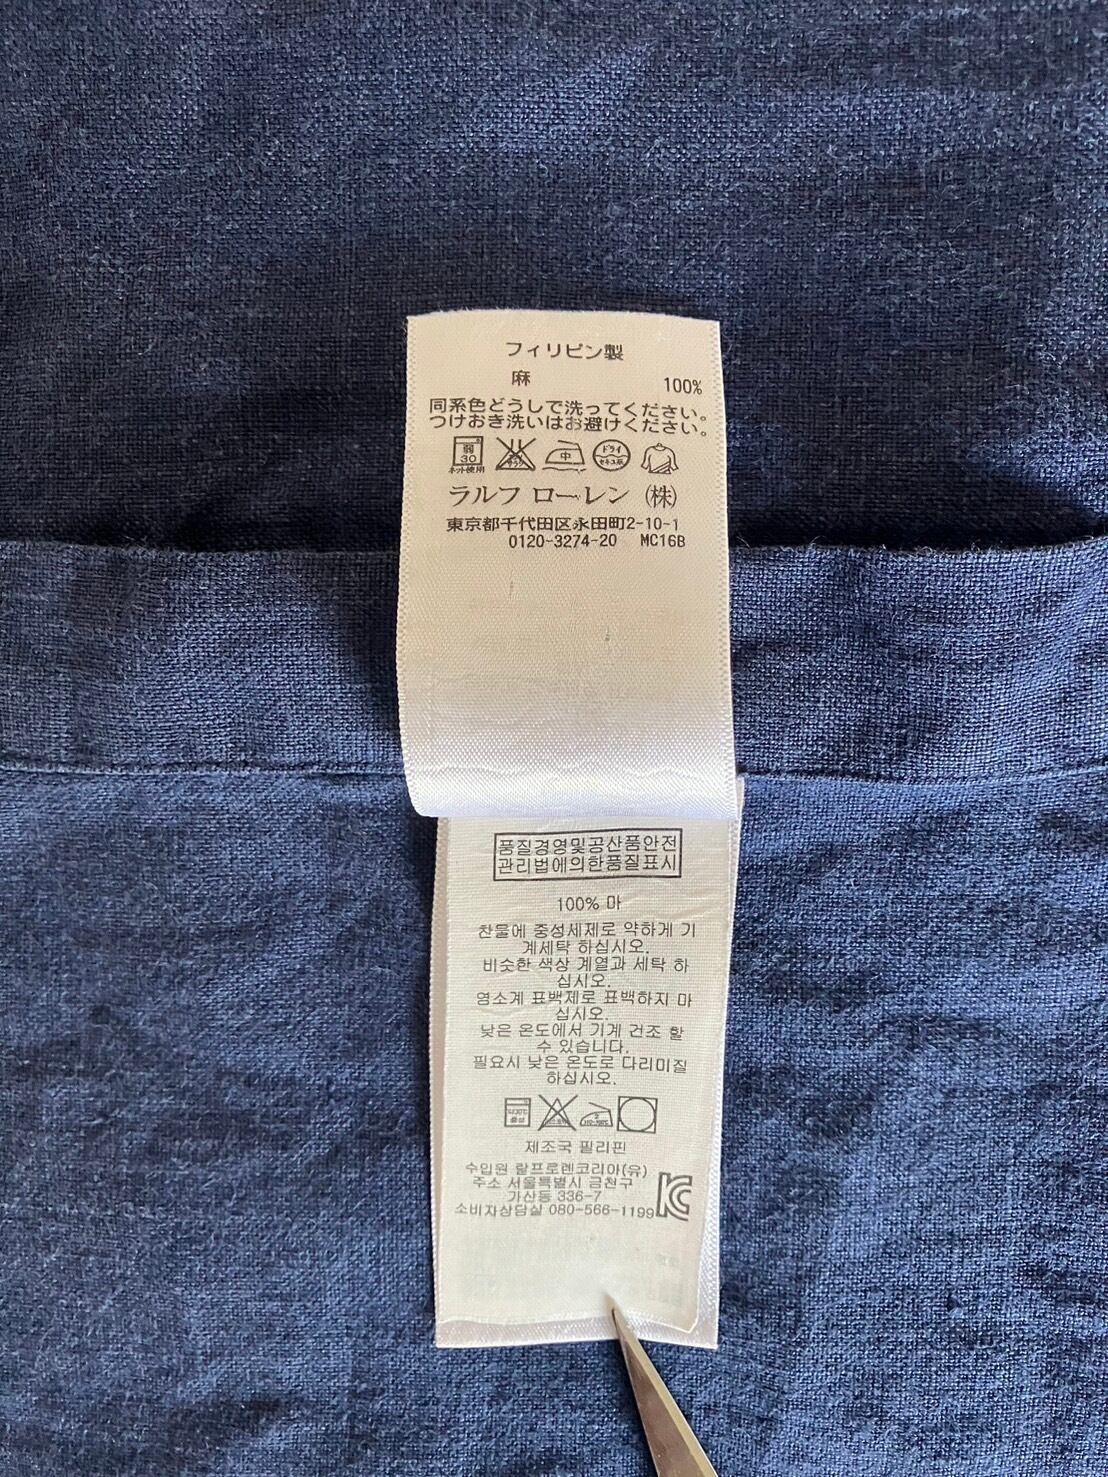 フィリピン製
麻 100%
同系色どうしで洗ってください。
つけおき洗いはお避けください。
弱
30
ネット使用
中
ドライ
セキユ系
ラルフ ローレン (株)
東京都千代田区永田町2-10-1
0120-3274-20 MC16B
품질경영및공산품안전
관리법에의한품질표시
100% 마
찬물에 중성세제로 약하게 기
계세탁 하십시오.
비슷한 색상 계열과 세탁 하
십시오.
염소계 표백제로 표백하지 마
십시오.
낮은 온도에서 기계 건조 할
수 있습니다.
필요시 낮은 온도로 다리미질
하십시오.
약30℃
중성
제조국 필리핀
수입원 랄프로렌코리아(유)
주소 서울특별시 금천구
가산동 336-7
소비자상담실 080-566-1199